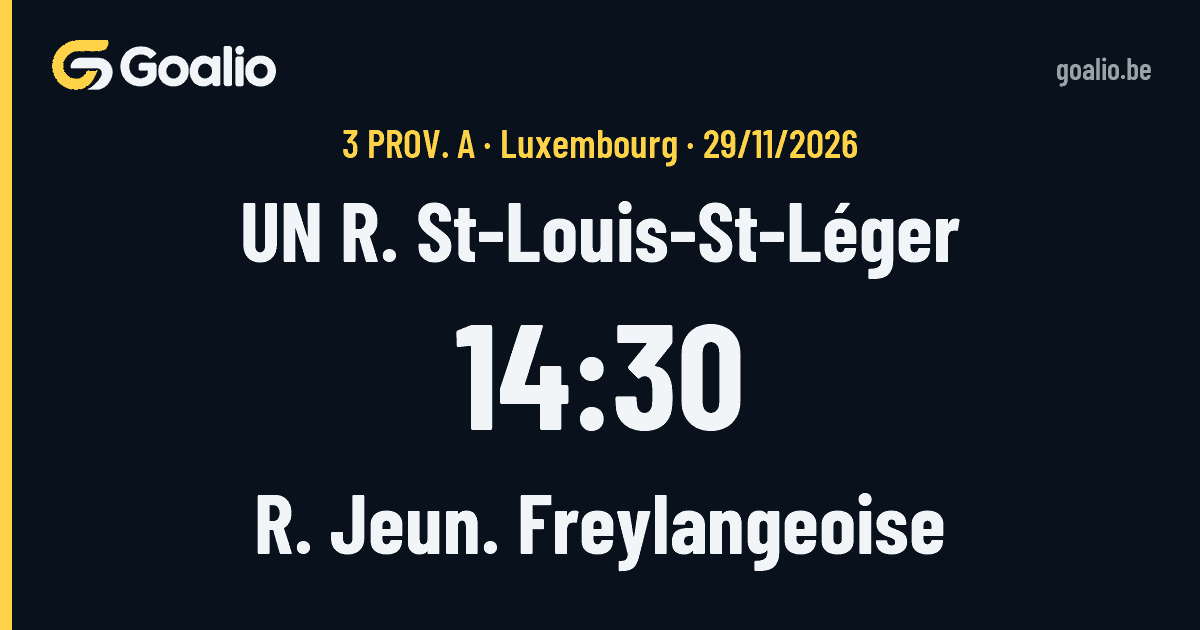 Goalio
goalio.be
3 PROV. A · Luxembourg · 29/11/2026
UN R. St-Louis-St-Léger
14:30
R. Jeun. Freylangeoise